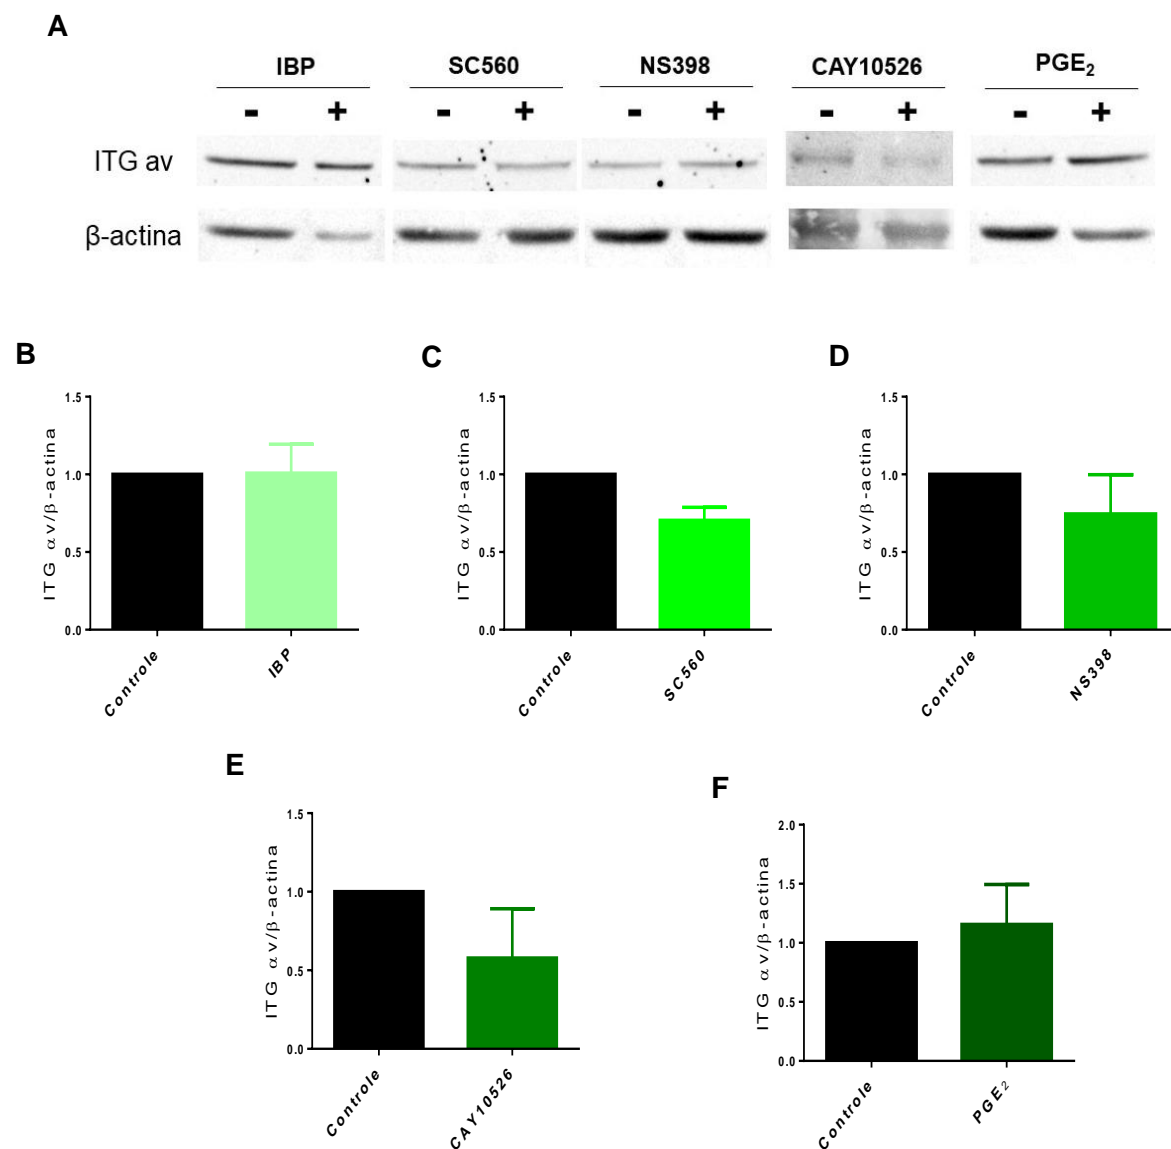 A
IBP SC560 NS398 CAY10526 PGE₂
- + - + - + - + - +
ITG av
β-actina
B
C
D
1.5
1.0
0.5
0.0
ITG αv/β-actina
Controle
IBP
1.5
1.0
0.5
0.0
ITG αv/β-actina
Controle
SC560
1.5
1.0
0.5
0.0
ITG αv/β-actina
Controle
NS398
E
F
1.5
1.0
0.5
0.0
ITG αv/β-actina
Controle
CAY10526
2.0
1.5
1.0
0.5
0.0
ITG αv/β-actina
Controle
PGE₂